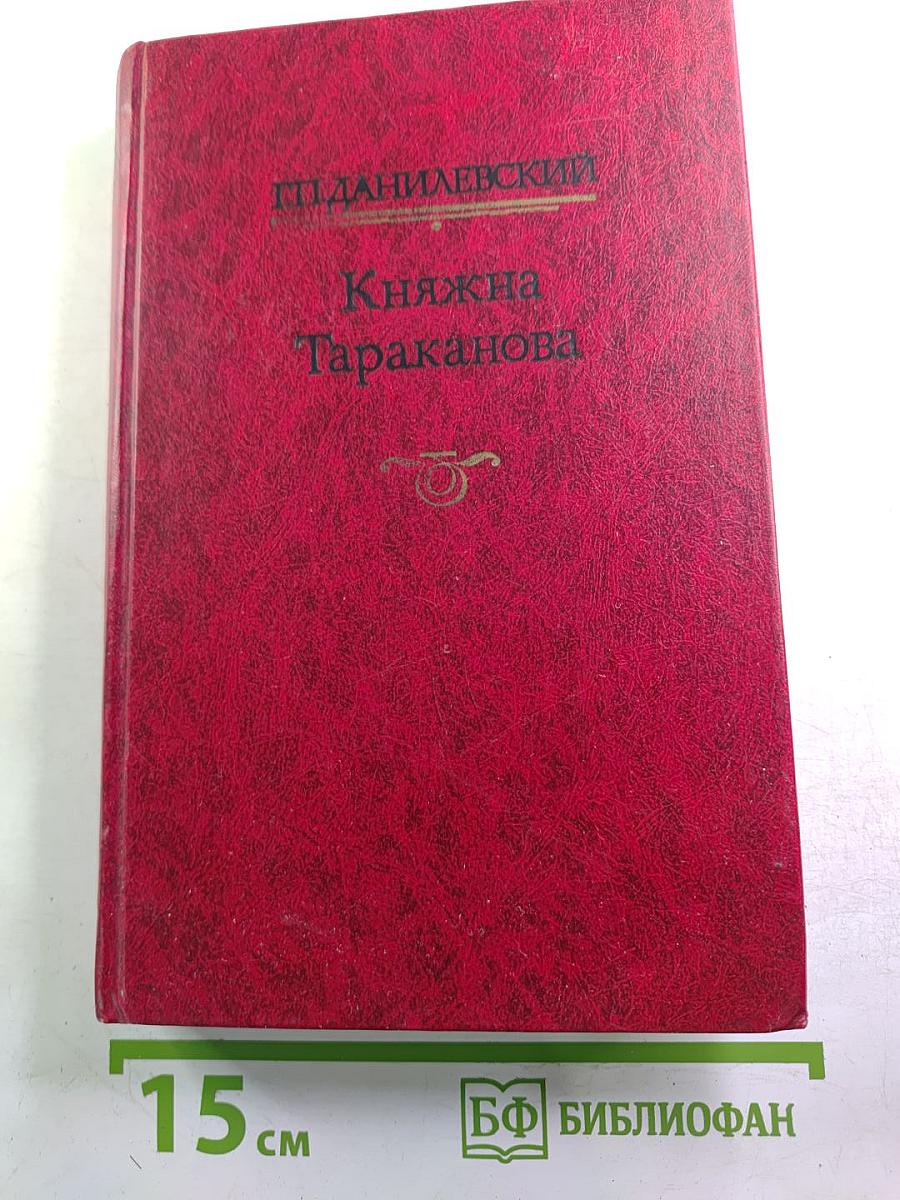 Г.П.ДАНИЛЕВСКИЙ
Княжна
Тараканова
15 см
БФ БИБЛИОФАН